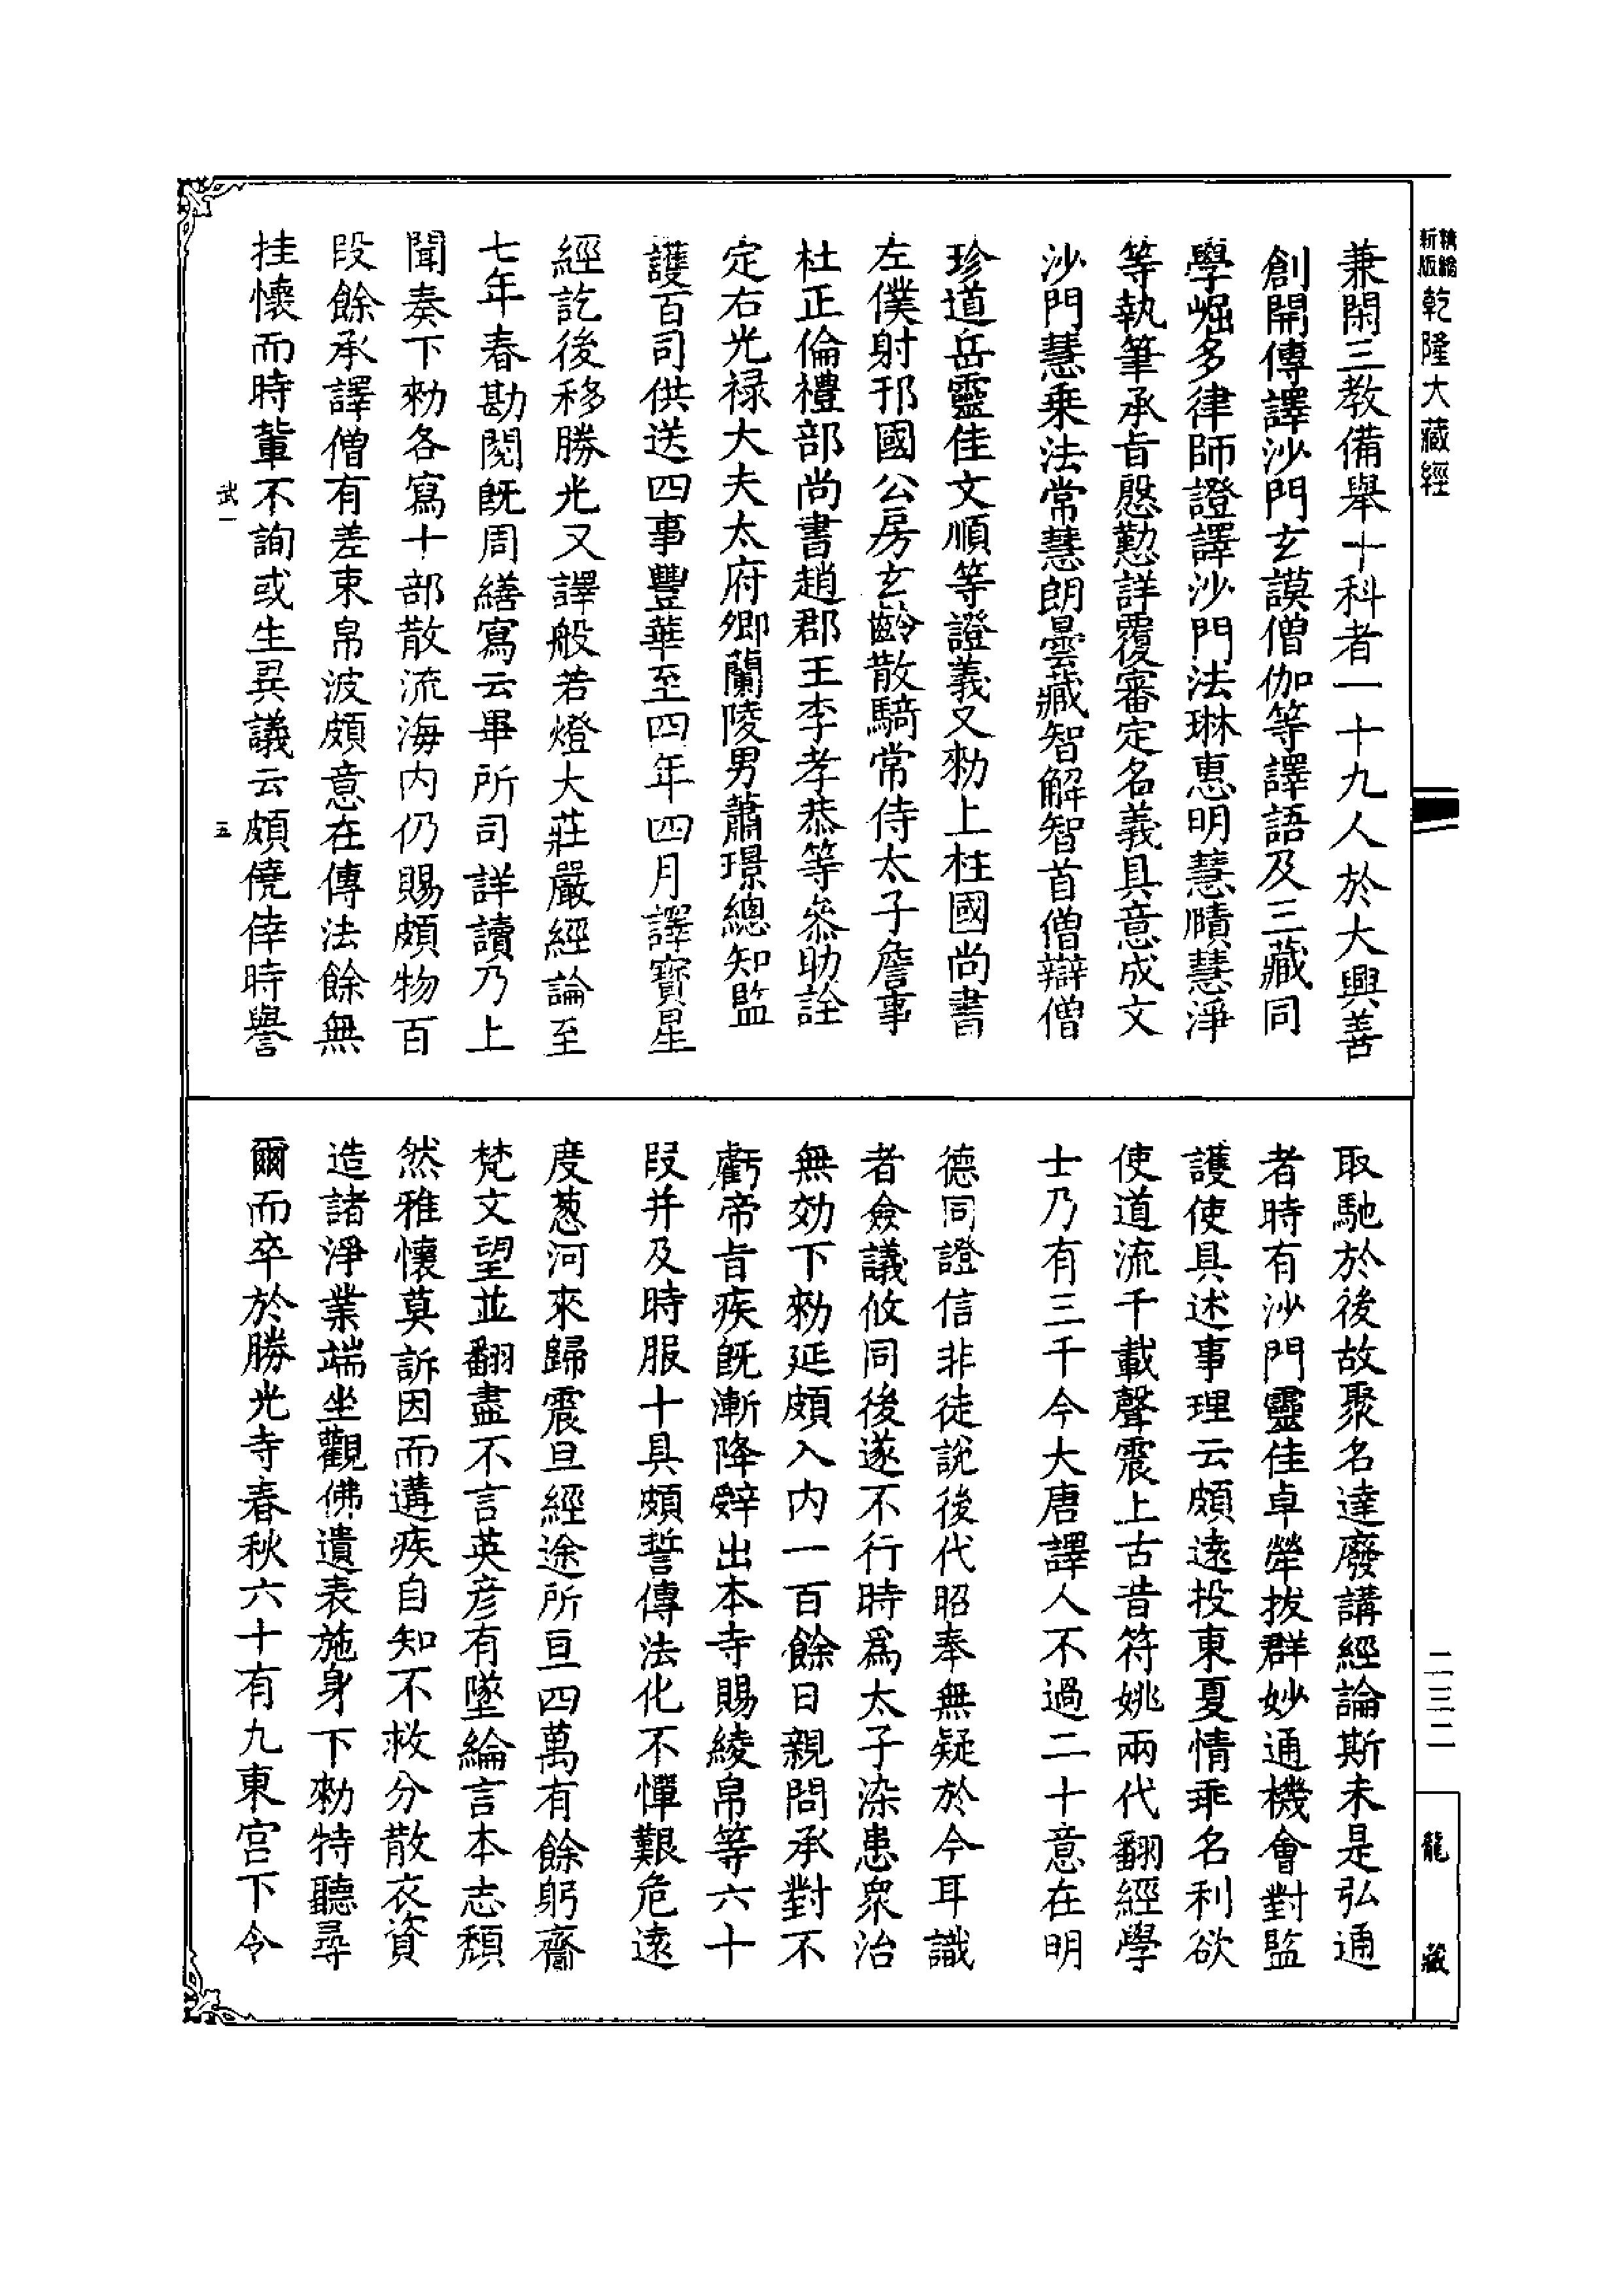 精縮
新版
乾隆大藏經
兼閑三教備舉十科者一十九人於大興善
創開傳譯沙門玄謨僧伽等譯語及三藏同
學崛多律師證譯沙門法琳惠明慧賾慧淨
等執筆承旨慇懃詳覆審定名義具意成文
沙門慧乗法常慧朗曇藏智解智首僧辯僧
珍道岳靈佳文順等證義又勑上柱國尚書
左僕射邗國公房玄齡散騎常侍太子詹事
杜正倫禮部尚書趙郡王李孝恭等叅助詮
定右光禄大夫太府卿蘭陵男蕭璟總知監
護百司供送四事豐華至四年四月譯寳星
經訖後移勝光又譯般若燈大莊嚴經論至
七年春勘閱旣周繕寫云畢所司詳讀乃上
聞奏下勑各寫十部散流海内仍賜頗物百
段餘承譯僧有差束帛波頗意在傳法餘無
挂懷而時輩不詢或生異議云頗僥倖時譽
武一
五
取馳於後故聚名達廢講經論斯未是弘通
者時有沙門靈佳卓犖拔群妙通機會對監
護使具述事理云頗遠投東夏情乖名利欲
使道流千載聲震上古昔符姚兩代翻經學
士乃有三千今大唐譯人不過二十意在明
德同證信非徒說後代昭奉無疑於今耳識
者僉議攸同後遂不行時爲太子染患衆治
無効下勑延頗入内一百餘日親問承對不
虧帝旨疾旣漸降辤出本寺賜綾帛等六十
段并及時服十具頗誓傳法化不憚艱危遠
度葱河來歸震旦經途所亘四萬有餘躬齎
梵文望並翻盡不言英彦有墜綸言本志頹
然雅懷莫訴因而遘疾自知不救分散衣資
造諸淨業端坐觀佛遺表施身下勑特聽尋
爾而卒於勝光寺春秋六十有九東宫下令
二三二
龍藏